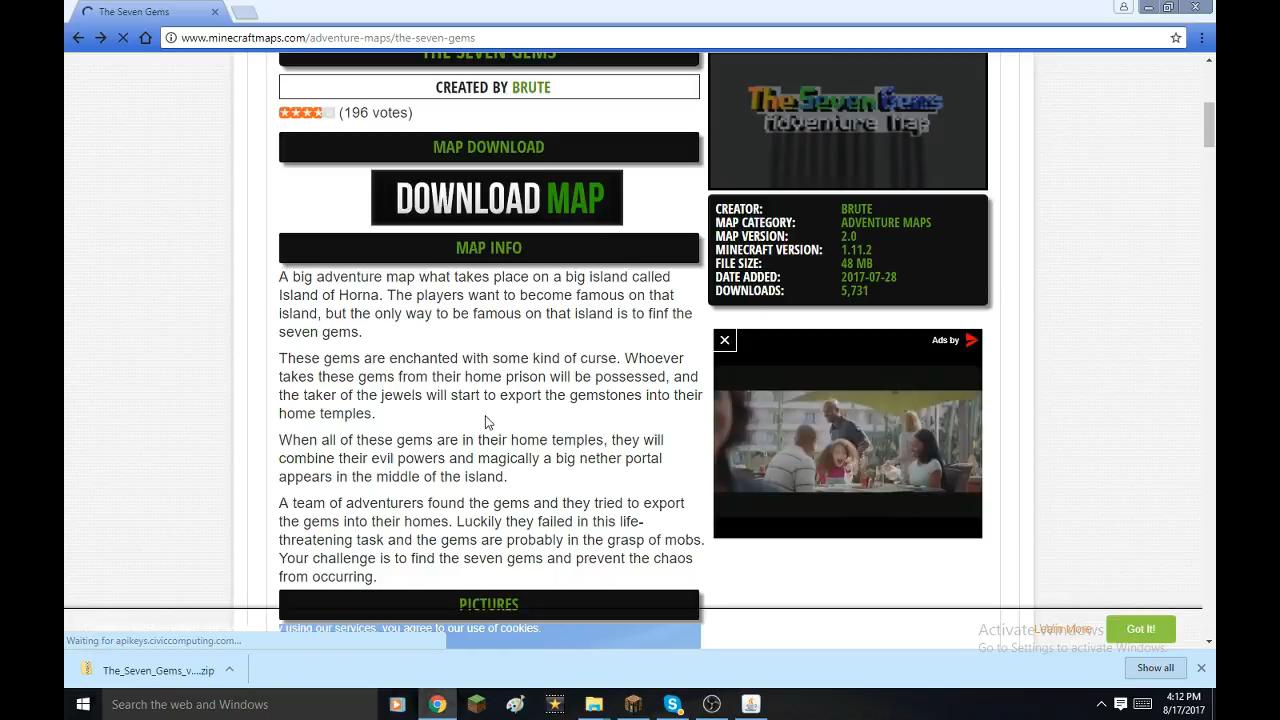 The Seven Gems
www.minecraftmaps.com/adventure-maps/the-seven-gems
THE SEVEN GEMS
CREATED BY BRUTE
(196 votes)
MAP DOWNLOAD
DOWNLOAD MAP
MAP INFO
A big adventure map what takes place on a big island called
Island of Horna. The players want to become famous on that
island, but the only way to be famous on that island is to finf the
seven gems.
These gems are enchanted with some kind of curse. Whoever
takes these gems from their home prison will be possessed, and
the taker of the jewels will start to export the gemstones into their
home temples.
When all of these gems are in their home temples, they will
combine their evil powers and magically a big nether portal
appears in the middle of the island.
A team of adventurers found the gems and they tried to export
the gems into their homes. Luckily they failed in this life-
threatening task and the gems are probably in the grasp of mobs.
Your challenge is to find the seven gems and prevent the chaos
from occurring.
PICTURES
The Seven Gems
Adventure Map
CREATOR: BRUTE
MAP CATEGORY: ADVENTURE MAPS
MAP VERSION: 2.0
MINECRAFT VERSION: 1.11.2
FILE SIZE: 48 MB
DATE ADDED: 2017-07-28
DOWNLOADS: 5,731
Ads by
using our services, you agree to our use of cookies.
Learn More
Got It!
Activate Windows
Go to Settings to activate Windows.
Waiting for apikeys.civiccomputing.com...
The_Seven_Gems_v....zip
Show all
Search the web and Windows
4:12 PM
8/17/2017